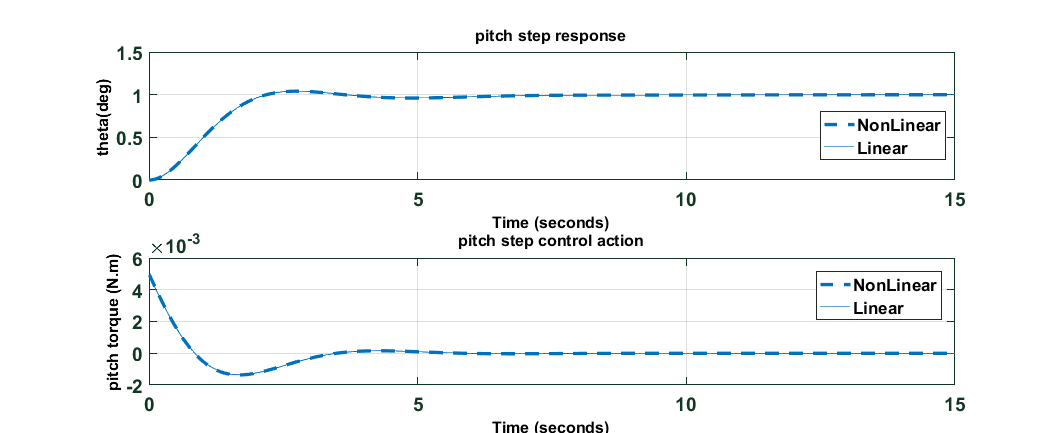 pitch step response
1.5
1
0.5
0
theta(deg)
NonLinear
Linear
0 5 10 15
Time (seconds)
pitch step control action
×10-3
6
4
2
0
-2
pitch torque (N.m)
NonLinear
Linear
0 5 10 15
Time (seconds)